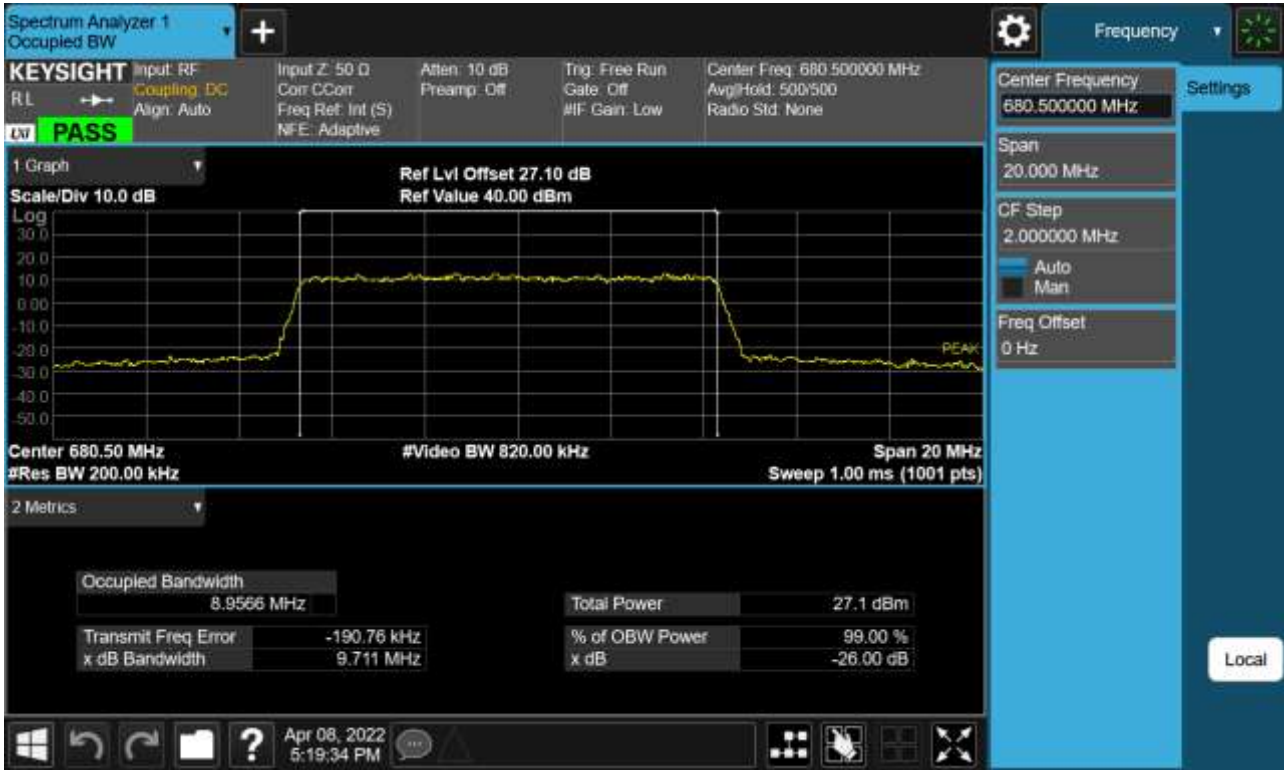 Spectrum Analyzer 1
Occupied BW
Frequency
KEYSIGHT
RL
Input: RF
Coupling: DC
Align: Auto
Input Z: 50 Ω
Corr CCorr
Freq Ref: Int (S)
NFE: Adaptive
Atten: 10 dB
Preamp: Off
Trig: Free Run
Gate: Off
#IF Gain: Low
Center Freq: 680.500000 MHz
Avg|Hold: 500/500
Radio Std: None
LXI PASS
Center Frequency
680.500000 MHz
Settings
Span
20.000 MHz
CF Step
2.000000 MHz
Auto
Man
Freq Offset
0 Hz
1 Graph
Scale/Div 10.0 dB
Ref Lvl Offset 27.10 dB
Ref Value 40.00 dBm
Log
30.0
20.0
10.0
0.00
-10.0
-20.0
-30.0
-40.0
-50.0
PEAK
Center 680.50 MHz
#Res BW 200.00 kHz
#Video BW 820.00 kHz
Span 20 MHz
Sweep 1.00 ms (1001 pts)
2 Metrics
Occupied Bandwidth
8.9566 MHz
Total Power 27.1 dBm
Transmit Freq Error -190.76 kHz
% of OBW Power 99.00 %
x dB Bandwidth 9.711 MHz
x dB -26.00 dB
Local
?
Apr 08, 2022
5:19:34 PM